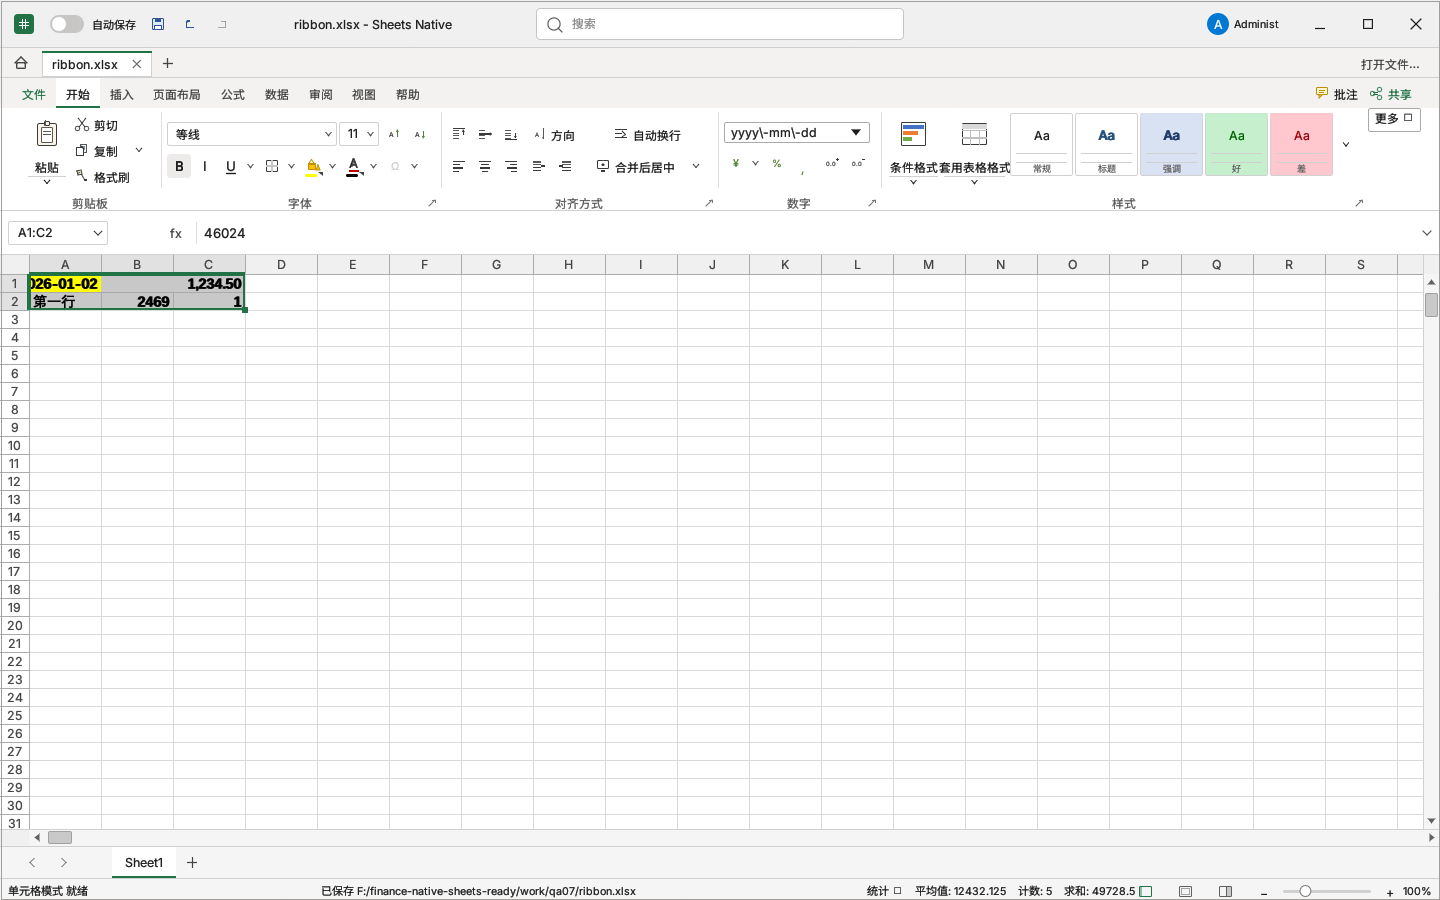 自动保存
ribbon.xlsx - Sheets Native
搜索
A
Administ
ribbon.xlsx
打开文件...
文件 开始 插入 页面布局 公式 数据 审阅 视图 帮助
批注 共享
粘贴
剪切
复制
格式刷
剪贴板
等线
11
B I U
A
字体
方向
自动换行
合并后居中
对齐方式
yyyy\-mm\-dd
¥ % ,
数字
条件格式
套用表格格式
Aa
常规
Aa
标题
Aa
强调
Aa
好
Aa
差
样式
更多
A1:C2
fx
46024
A B C D E F G H I J K L M N O P Q R S
1 026-01-02 1,234.50
2 第一行 2469 1
3
4
5
6
7
8
9
10
11
12
13
14
15
16
17
18
19
20
21
22
23
24
25
26
27
28
29
30
31
Sheet1
单元格模式 就绪
已保存 F:/finance-native-sheets-ready/work/qa07/ribbon.xlsx
统计
平均值: 12432.125 计数: 5 求和: 49728.5
100%